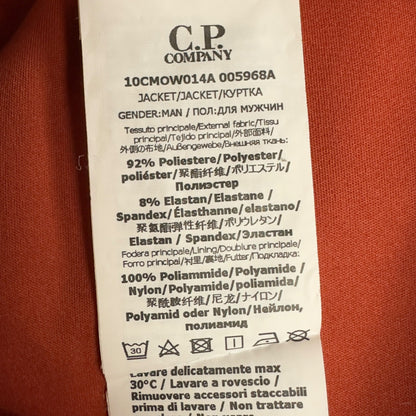 C.P.
COMPANY
10CMOW014A 005968A
JACKET/JACKET/КУРТКА
GENDER:MAN / ПОЛ:ДЛЯ МУЖЧИН
Tessuto principale/External fabric/Tissu
principal/Tejido principal/外部面料/
外側の布地/Außengewebe/Внешняя ткань:
92% Poliestere/Polyester/
poliéster/聚酯纤维/ポリエステル/
Полиэстер
8% Elastan/Elastane /
Spandex/Élasthanne/elastano/
聚氨酯弹性纤维/ポリウレタン/
Elastan / Spandex/Эластан
Fodera principale/Lining/Doublure principale/
Forro principal/衬里/裏地/Futter/Подкладка:
100% Poliammide/Polyamide /
Nylon/Polyamide/poliamida/
聚酰胺纤维/尼龙/ナイロン/
Polyamid oder Nylon/Нейлон,
полиамид
30
Lavare delicatamente max
30°C / Lavare a rovescio /
Rimuovere accessori staccabili
prima di lavare / Non trattare